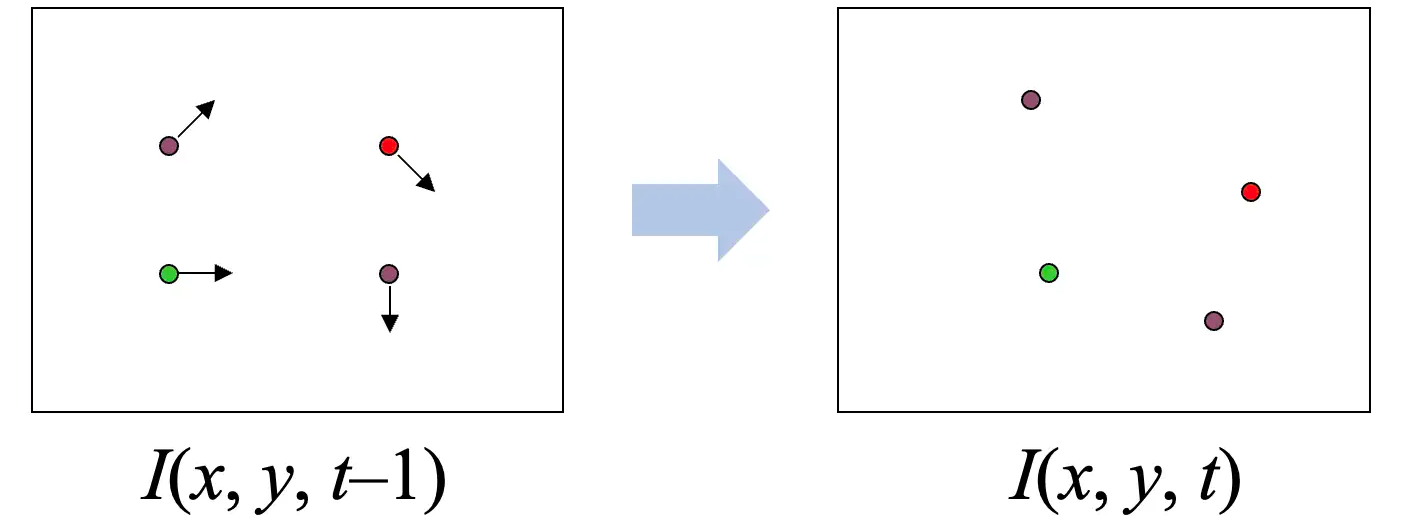 I(x, y, t–1)
I(x, y, t)